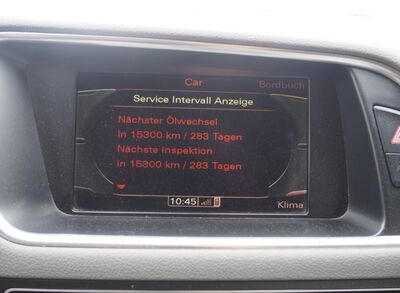 Car
Bordbuch
Service Intervall Anzeige
Nächster Ölwechsel
In 15300 km / 283 Tagen
Nächste Inspektion
in 15300 km / 283 Tagen
10:45
Klima